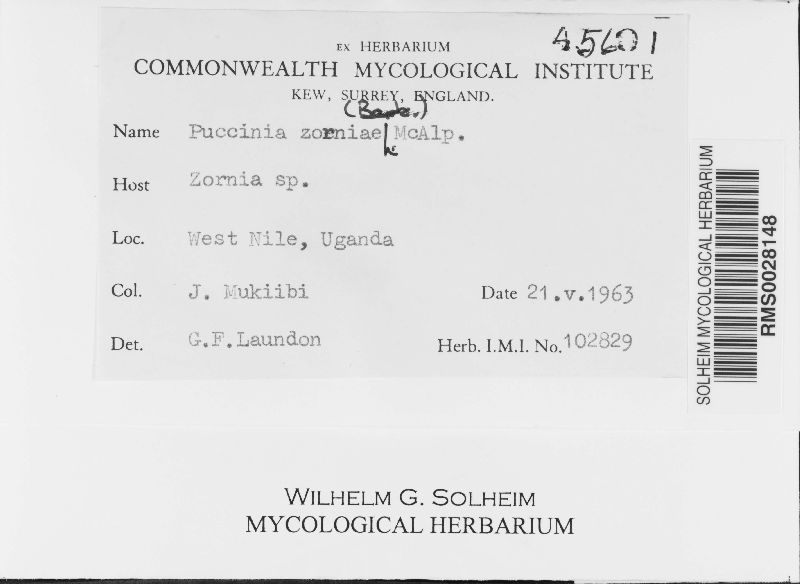 EX HERBARIUM 45601
COMMONWEALTH MYCOLOGICAL INSTITUTE
KEW, SURREY, ENGLAND.
Name Puccinia zorniae McAlp.
Host Zornia sp.
Loc. West Nile, Uganda
Col. J. Mukiibi Date 21.v.1963
Det. G.F.Laundon Herb. I.M.I. No. 102829
SOLHEIM MYCOLOGICAL HERBARIUM
RMS0028148
WILHELM G. SOLHEIM
MYCOLOGICAL HERBARIUM